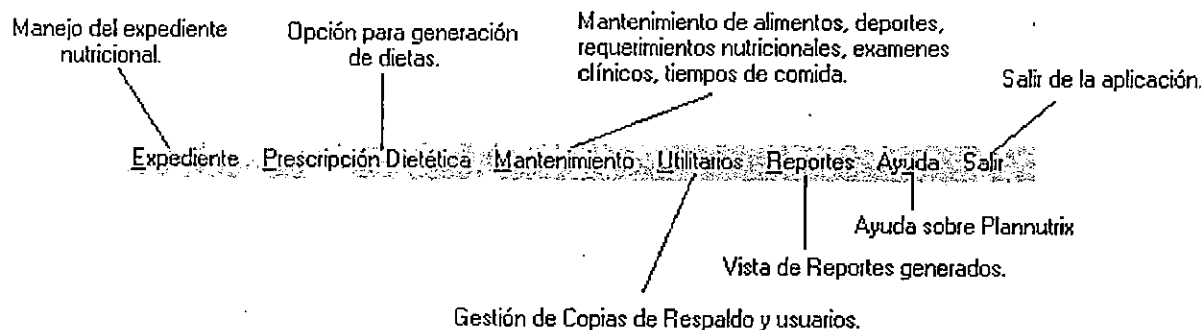 Manejo del expediente
nutricional.
Opción para generación
de dietas.
Mantenimiento de alimentos, deportes,
requerimientos nutricionales, examenes
clínicos, tiempos de comida.
Salir de la aplicación.
Expediente Prescripción Dietética Mantenimiento Utilitarios Reportes Ayuda Salir
Ayuda sobre Plannutrix
Vista de Reportes generados.
Gestión de Copias de Respaldo y usuarios.